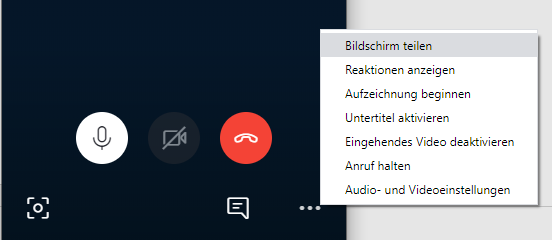 Bildschirm teilen
Reaktionen anzeigen
Aufzeichnung beginnen
Untertitel aktivieren
Eingehendes Video deaktivieren
Anruf halten
Audio- und Videoeinstellungen